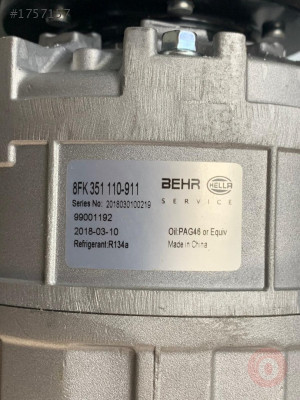 #1757157
8FK 351 110-911
BEHR HELLA
SERVICE
Series No: 2018030100219
99001192
2018-03-10
Oil:PAG46 or Equiv
Refrigerant:R134a
Made in China